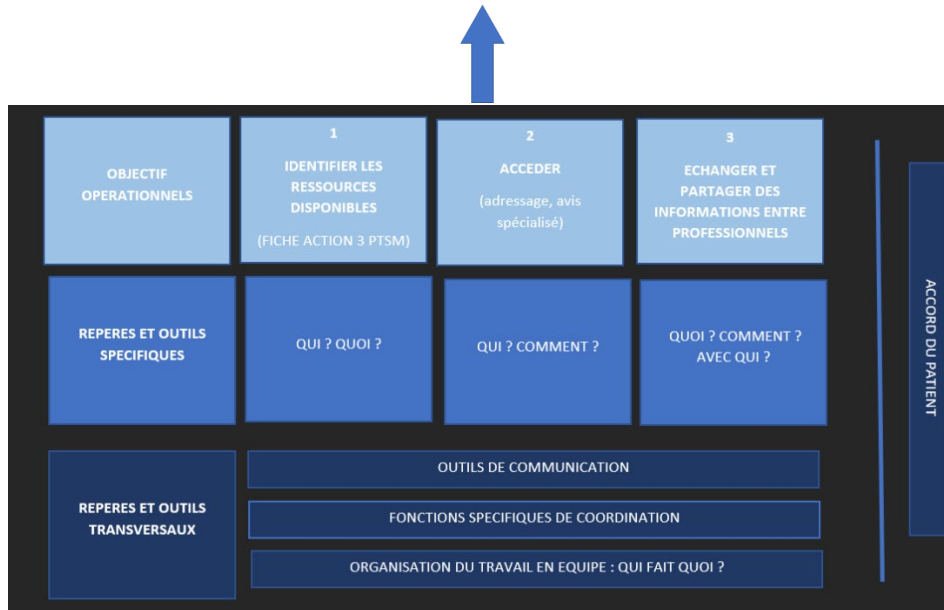 OBJECTIF
OPERATIONNELS
1
IDENTIFIER LES
RESSOURCES
DISPONIBLES
(FICHE ACTION 3 PTSM)
2
ACCEDER
(adressage, avis
spécialisé)
3
ECHANGER ET
PARTAGER DES
INFORMATIONS ENTRE
PROFESSIONNELS
REPERES ET OUTILS
SPECIFIQUES
QUI ? QUOI ?
QUI ? COMMENT ?
QUOI ? COMMENT ?
AVEC QUI ?
REPERES ET OUTILS
TRANSVERSAUX
OUTILS DE COMMUNICATION
FONCTIONS SPECIFIQUES DE COORDINATION
ORGANISATION DU TRAVAIL EN EQUIPE : QUI FAIT QUOI ?
ACCORD DU PATIENT